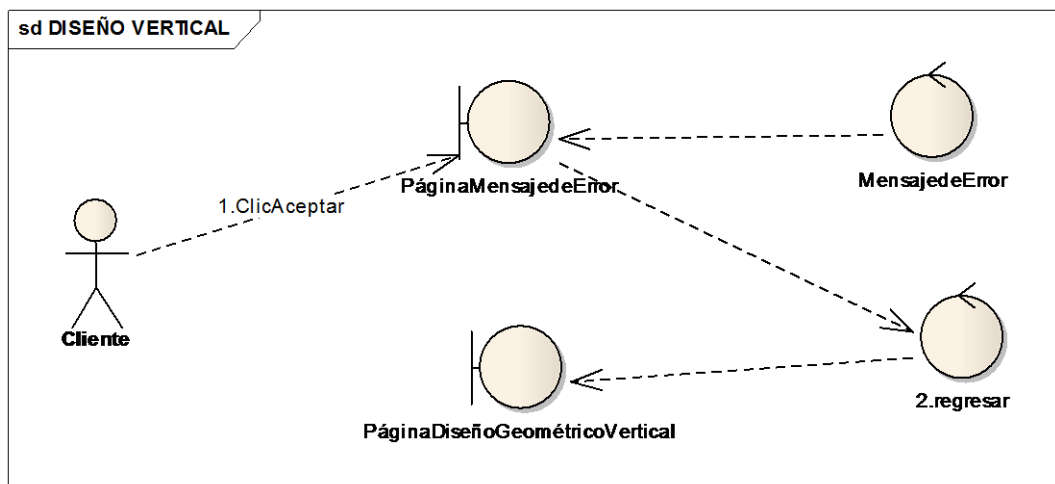 sd DISEÑO VERTICAL
PáginaMensajedeError
MensajedeError
1.ClicAceptar
Cliente
2.regresar
PáginaDiseñoGeométricoVertical